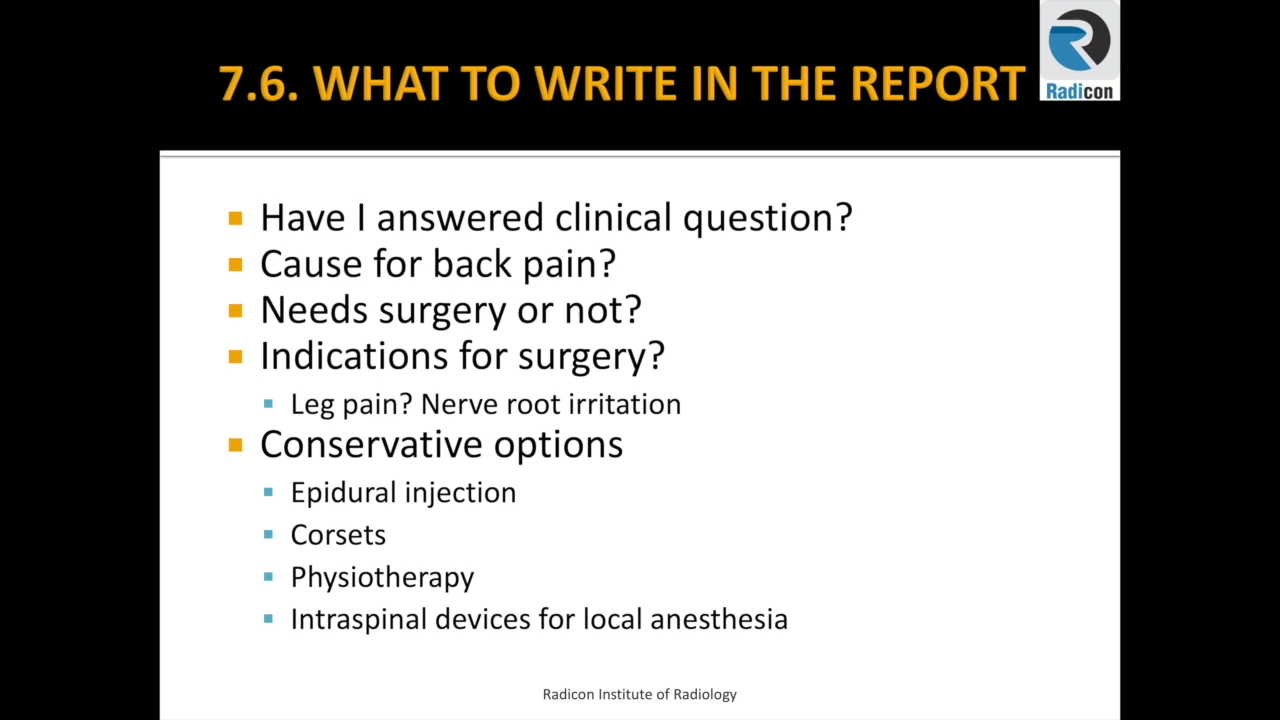 7.6. WHAT TO WRITE IN THE REPORT
Radicon
Have I answered clinical question?
Cause for back pain?
Needs surgery or not?
Indications for surgery?
Leg pain? Nerve root irritation
Conservative options
Epidural injection
Corsets
Physiotherapy
Intraspinal devices for local anesthesia
Radicon Institute of Radiology